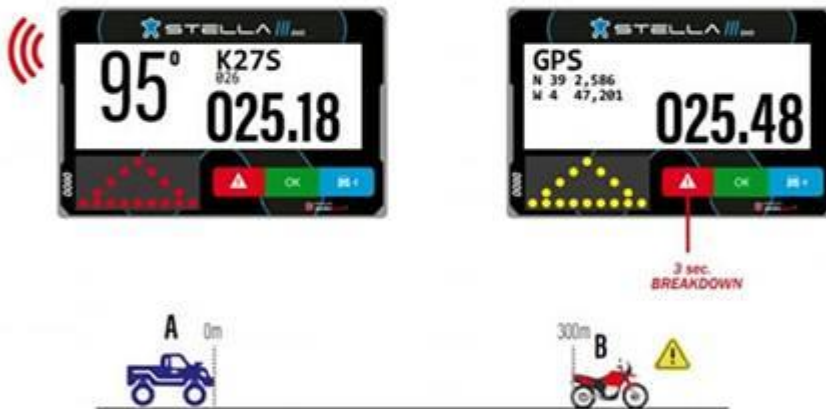 STELLA
95°
K27S
026
025.18
OK
0000
STELLA
GPS
N 39 2,586
W 4 47,201
025.48
OK
0000
3 sec.
BREAKDOWN
A
0m
300m
B